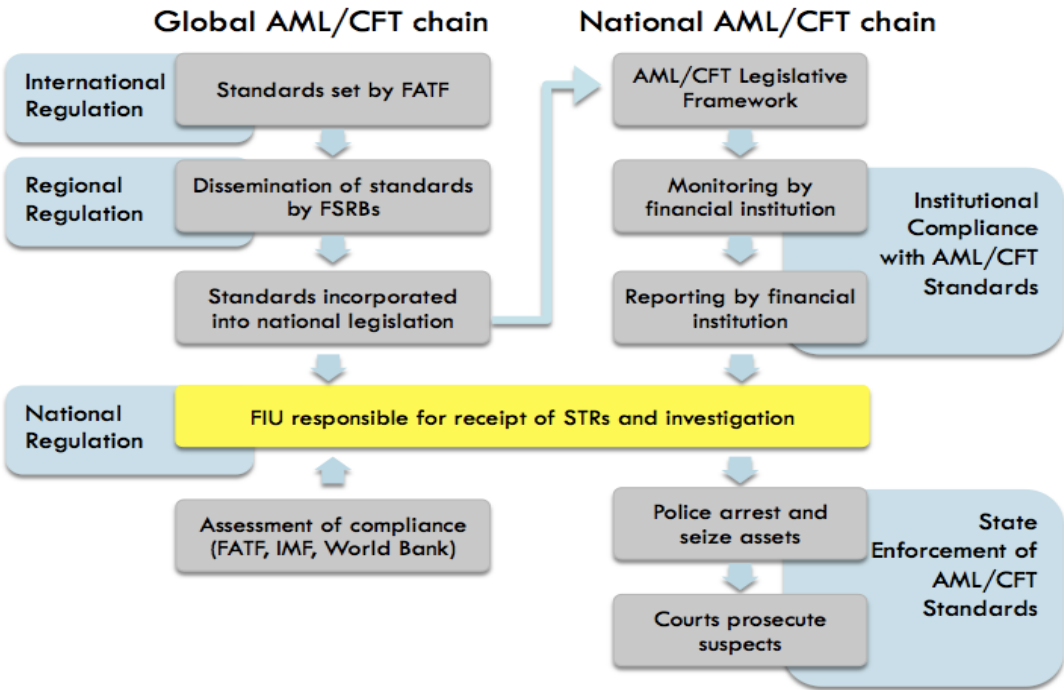 Global AML/CFT chain
National AML/CFT chain
International
Regulation
Standards set by FATF
AML/CFT Legislative
Framework
Regional
Regulation
Dissemination of standards
by FSRBs
Monitoring by
financial institution
Institutional
Compliance
with AML/CFT
Standards
Standards incorporated
into national legislation
Reporting by financial
institution
National
Regulation
FIU responsible for receipt of STRs and investigation
Assessment of compliance
(FATF, IMF, World Bank)
Police arrest and
seize assets
State
Enforcement of
AML/CFT
Standards
Courts prosecute
suspects